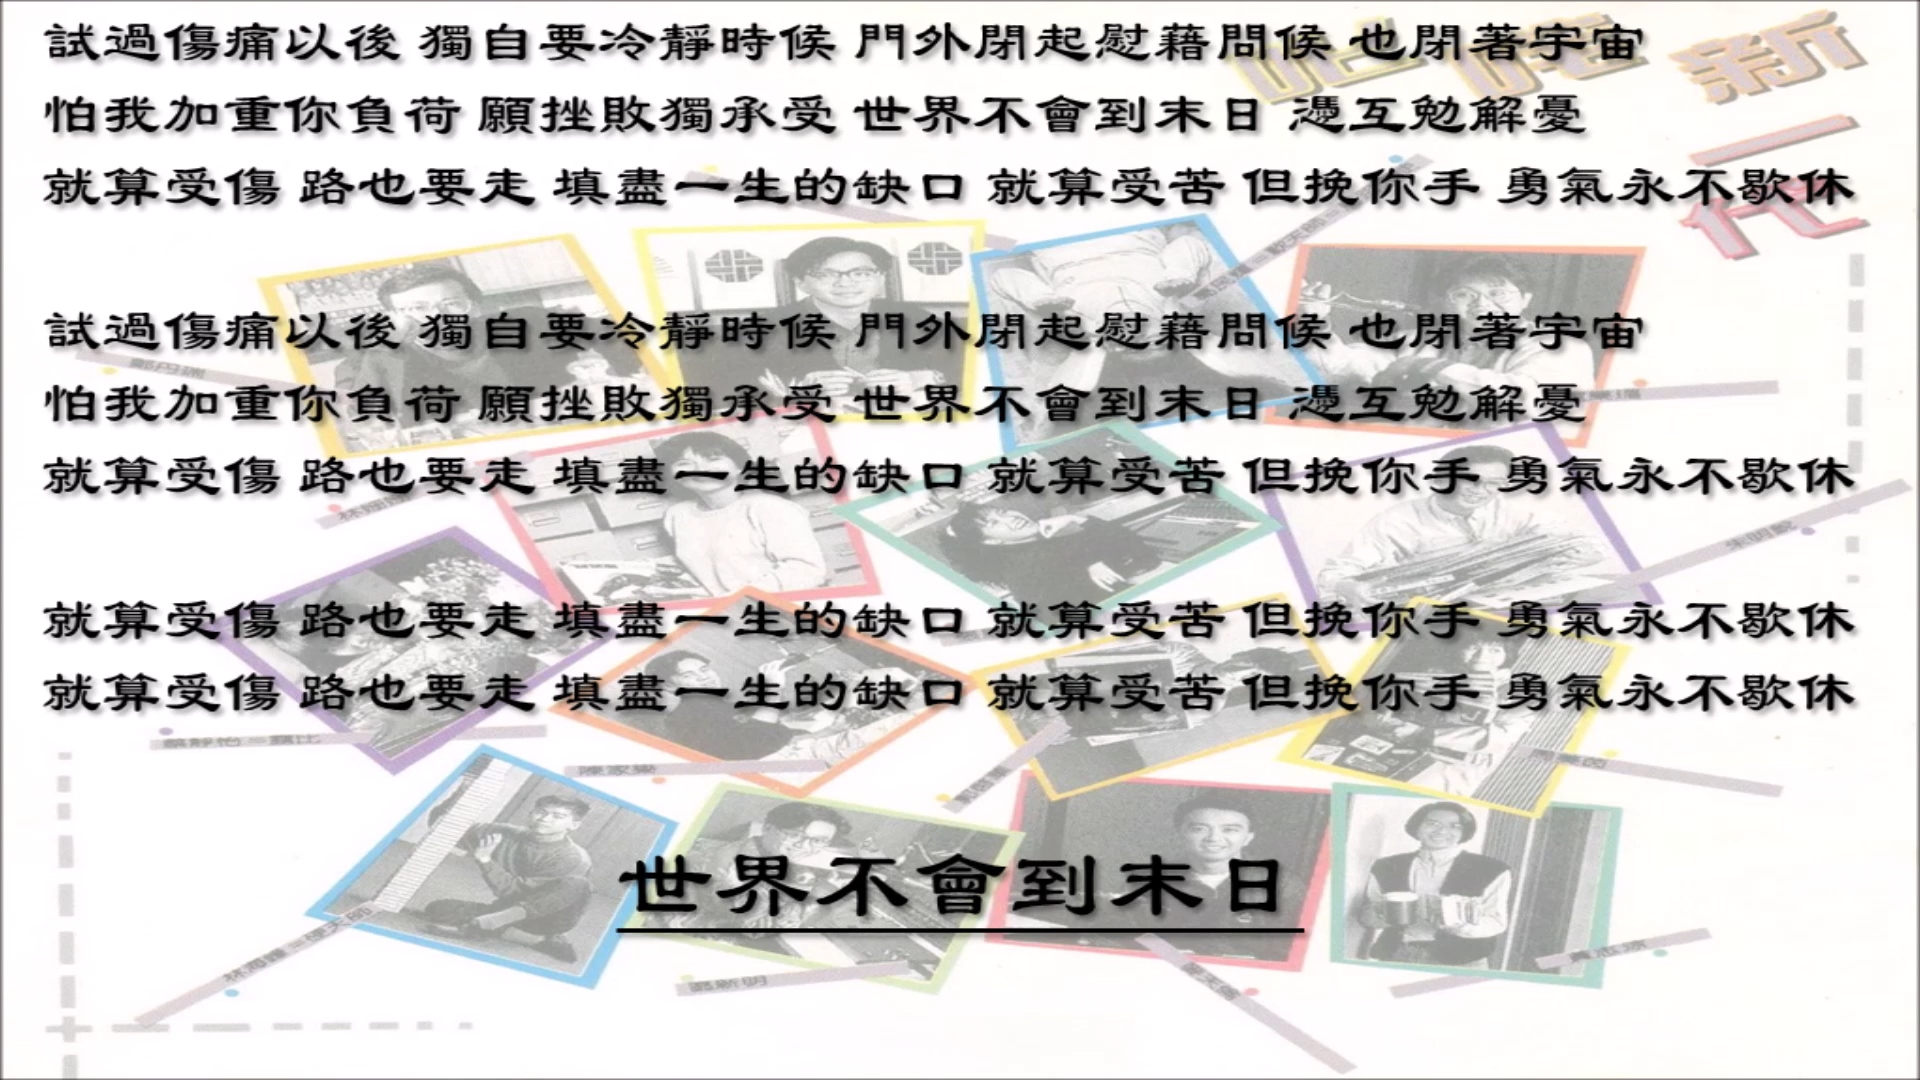 試過傷痛以後 獨自要冷靜時候 門外閉起慰藉問候 也閉著宇宙
怕我加重你負荷 願挫敗獨承受 世界不會到末日 憑互勉解憂
就算受傷 路也要走 填盡一生的缺口 就算受苦 但挽你手 勇氣永不歇休
試過傷痛以後 獨自要冷靜時候 門外閉起慰藉問候 也閉著宇宙
怕我加重你負荷 願挫敗獨承受 世界不會到末日 憑互勉解憂
就算受傷 路也要走 填盡一生的缺口 就算受苦 但挽你手 勇氣永不歇休
就算受傷 路也要走 填盡一生的缺口 就算受苦 但挽你手 勇氣永不歇休
就算受傷 路也要走 填盡一生的缺口 就算受苦 但挽你手 勇氣永不歇休
世界不會到末日
新一代
陳家樂